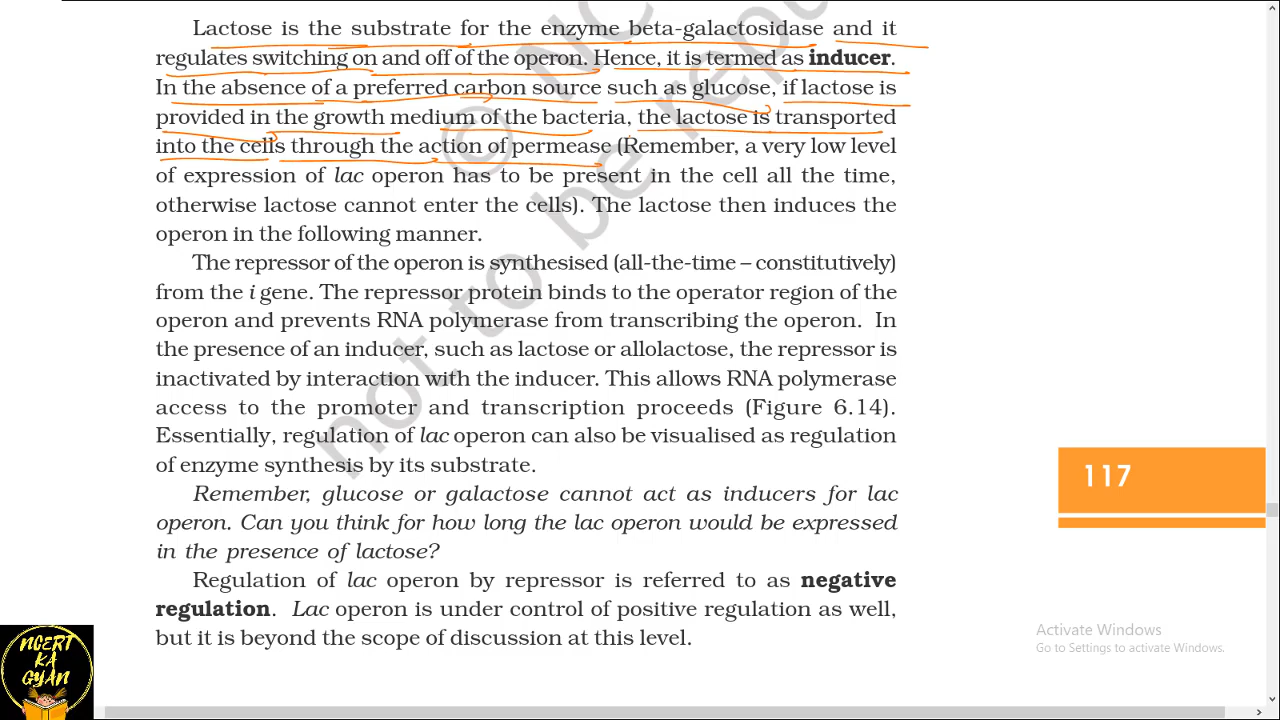 Lactose is the substrate for the enzyme beta-galactosidase and it
regulates switching on and off of the operon. Hence, it is termed as inducer.
In the absence of a preferred carbon source such as glucose, if lactose is
provided in the growth medium of the bacteria, the lactose is transported
into the cells through the action of permease (Remember, a very low level
of expression of lac operon has to be present in the cell all the time,
otherwise lactose cannot enter the cells). The lactose then induces the
operon in the following manner.
The repressor of the operon is synthesised (all-the-time – constitutively)
from the i gene. The repressor protein binds to the operator region of the
operon and prevents RNA polymerase from transcribing the operon. In
the presence of an inducer, such as lactose or allolactose, the repressor is
inactivated by interaction with the inducer. This allows RNA polymerase
access to the promoter and transcription proceeds (Figure 6.14).
Essentially, regulation of lac operon can also be visualised as regulation
of enzyme synthesis by its substrate.
Remember, glucose or galactose cannot act as inducers for lac
operon. Can you think for how long the lac operon would be expressed
in the presence of lactose?
Regulation of lac operon by repressor is referred to as negative
regulation. Lac operon is under control of positive regulation as well,
but it is beyond the scope of discussion at this level.
117
© NC
not to be repu
Activate Windows
Go to Settings to activate Windows.
NCERT
KA
GYAN